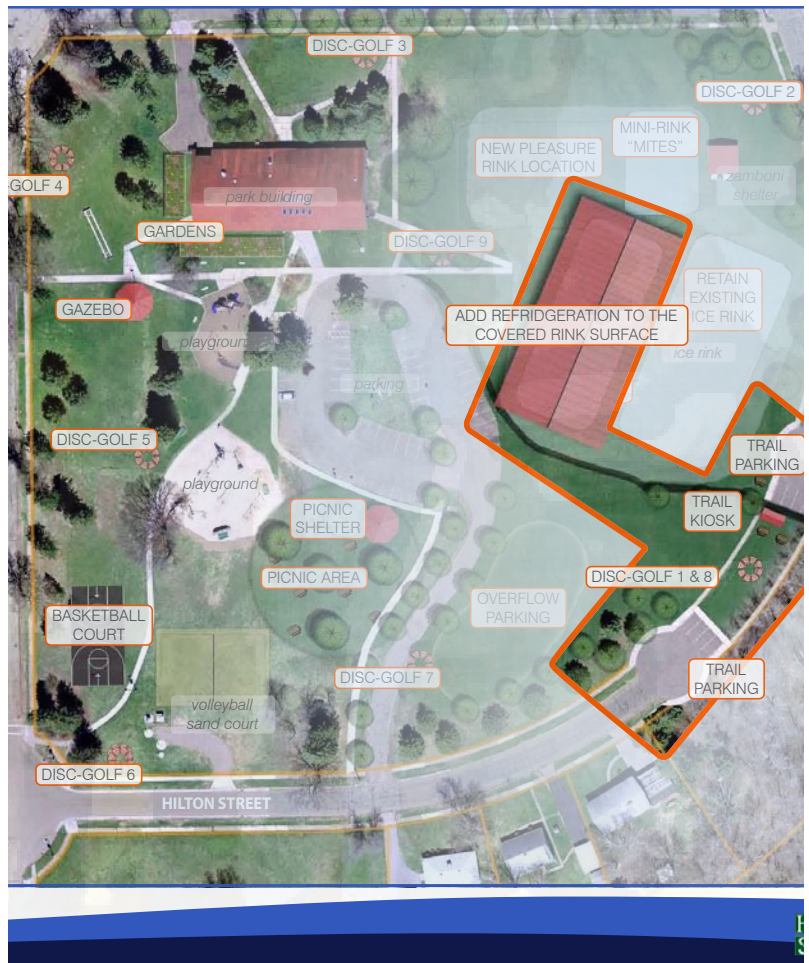 DISC-GOLF 3
DISC-GOLF 2
MINI-RINK
"MITES"
NEW PLEASURE
RINK LOCATION
zamboni
shelter
-GOLF 4
park building
GARDENS
DISC-GOLF 9
RETAIN
EXISTING
ICE RINK
GAZEBO
ADD REFRIDGERATION TO THE
COVERED RINK SURFACE
playground
ice rink
parking
DISC-GOLF 5
TRAIL
PARKING
playground
PICNIC
SHELTER
TRAIL
KIOSK
PICNIC AREA
DISC-GOLF 1 & 8
OVERFLOW
PARKING
BASKETBALL
COURT
DISC-GOLF 7
TRAIL
PARKING
volleyball
sand court
DISC-GOLF 6
HILTON STREET
H
S